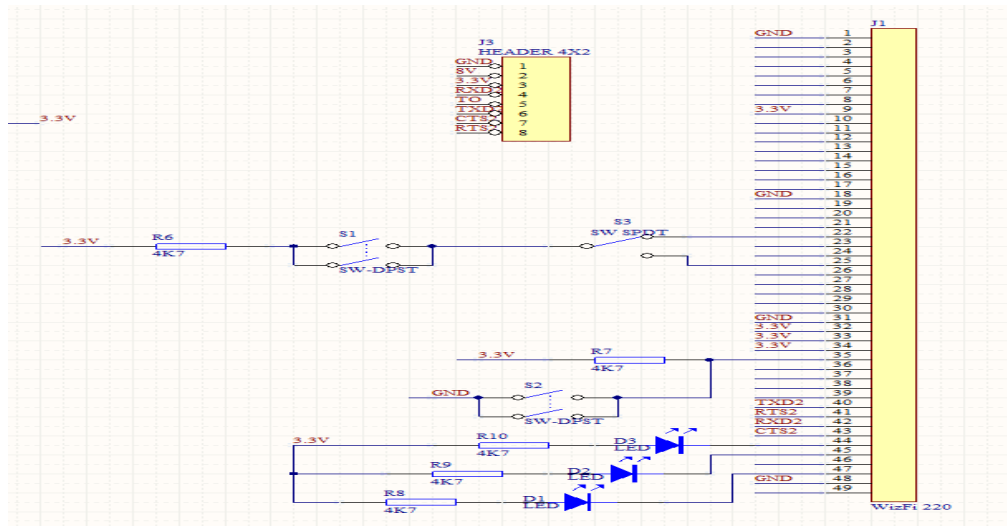 J3
HEADER 4X2
GND 1
8V 2
3.3V 3
RXD 4
TO 5
TXD 6
CTS 7
RTS 8
3.3V
3.3V
R6
4K7
S1
SW-DPST
S3
SW SPDT
3.3V
R7
4K7
GND
S2
SW-DPST
3.3V
R10
4K7
D3
LED
R9
4K7
D2
LED
R8
4K7
D1
LED
J1
GND 1
2
3
4
5
6
7
8
3.3V 9
10
11
12
13
14
15
16
17
GND 18
19
20
21
22
23
24
25
26
27
28
29
30
GND 31
3.3V 32
3.3V 33
3.3V 34
35
36
37
38
39
TXD2 40
RTS2 41
RXD2 42
CTS2 43
44
45
46
47
GND 48
49
WizFi 220